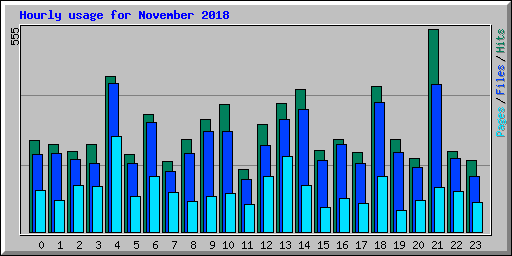 Hourly usage for November 2018
555
Pages / Files / Hits
0 1 2 3 4 5 6 7 8 9 10 11 12 13 14 15 16 17 18 19 20 21 22 23